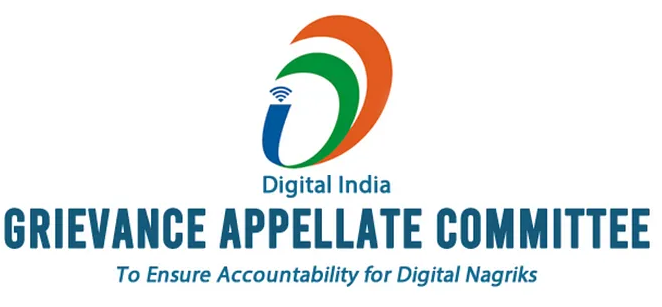 Digital India
GRIEVANCE APPELLATE COMMITTEE
To Ensure Accountability for Digital Nagriks